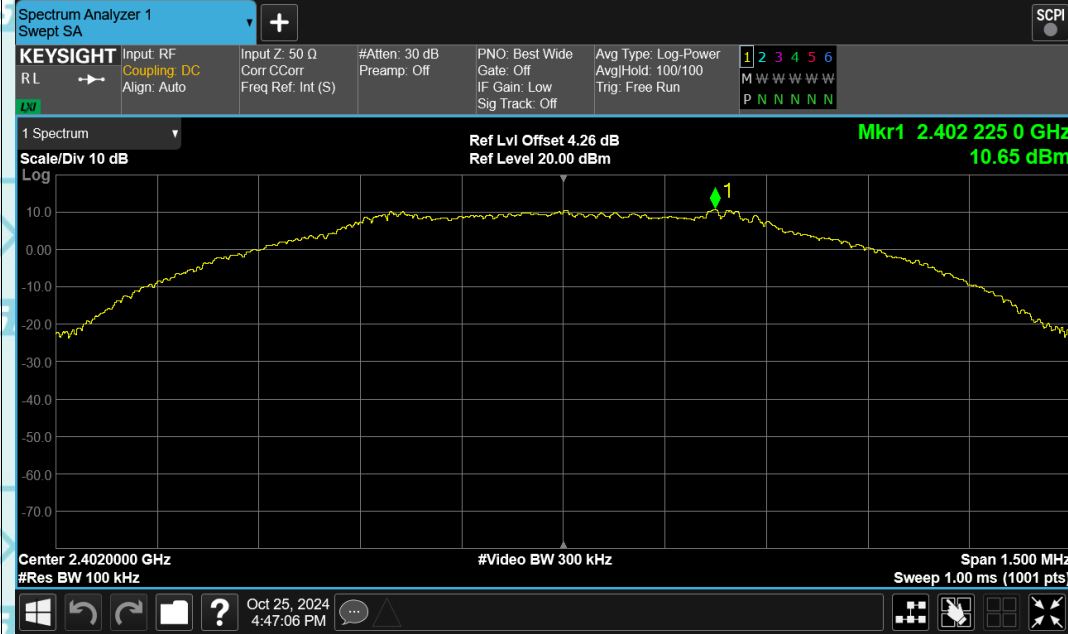 Spectrum Analyzer 1
Swept SA
+
SCPI
KEYSIGHT
RL
LXI
Input: RF
Coupling: DC
Align: Auto
Input Z: 50 Ω
Corr CCorr
Freq Ref: Int (S)
#Atten: 30 dB
Preamp: Off
PNO: Best Wide
Gate: Off
IF Gain: Low
Sig Track: Off
Avg Type: Log-Power
Avg|Hold: 100/100
Trig: Free Run
1 2 3 4 5 6
M W W W W W
P N N N N N
1 Spectrum
Scale/Div 10 dB
Log
Ref Lvl Offset 4.26 dB
Ref Level 20.00 dBm
Mkr1 2.402 225 0 GHz
10.65 dBm
1
10.0
0.00
-10.0
-20.0
-30.0
-40.0
-50.0
-60.0
-70.0
Center 2.4020000 GHz
#Video BW 300 kHz
Span 1.500 MHz
#Res BW 100 kHz
Sweep 1.00 ms (1001 pts)
?
Oct 25, 2024
4:47:06 PM